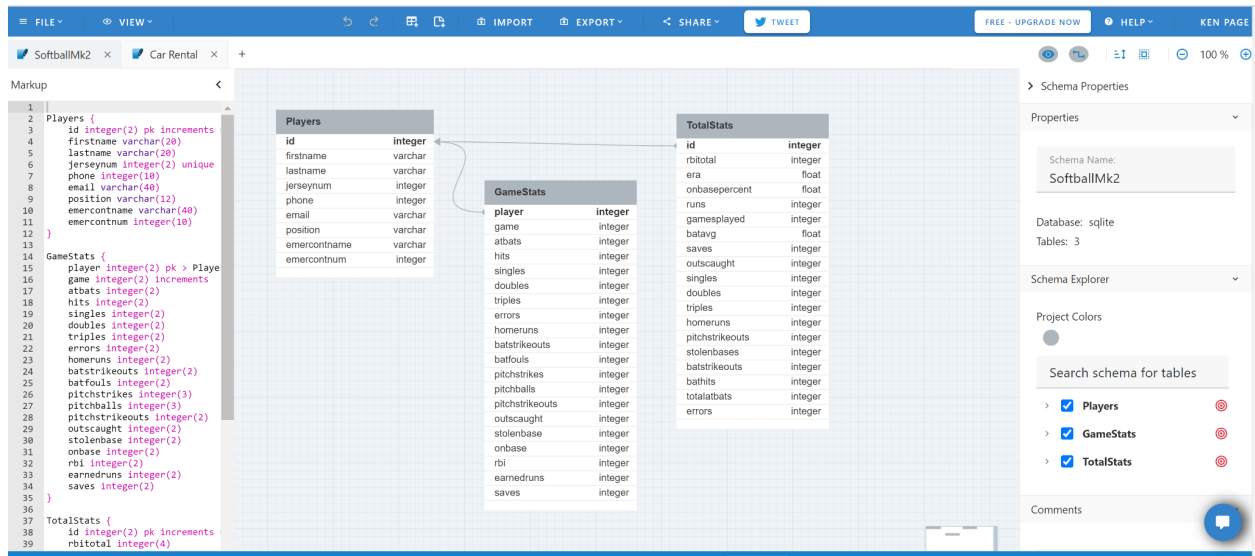 FILE VIEW IMPORT EXPORT SHARE TWEET FREE - UPGRADE NOW HELP KEN PAGE
SoftballMk2 × Car Rental × + 100 %
Markup
1
2 Players {
3 id integer(2) pk increments
4 firstname varchar(20)
5 lastname varchar(20)
6 jerseynum integer(2) unique
7 phone integer(10)
8 email varchar(40)
9 position varchar(12)
10 emercontname varchar(40)
11 emercontnum integer(10)
12 }
13
14 GameStats {
15 player integer(2) pk > Playe
16 game integer(2) increments
17 atbats integer(2)
18 hits integer(2)
19 singles integer(2)
20 doubles integer(2)
21 triples integer(2)
22 errors integer(2)
23 homeruns integer(2)
24 batstrikeouts integer(2)
25 batfouls integer(2)
26 pitchstrikes integer(3)
27 pitchballs integer(3)
28 pitchstrikeouts integer(2)
29 outscaught integer(2)
30 stolenbase integer(2)
31 onbase integer(2)
32 rbi integer(2)
33 earnedruns integer(2)
34 saves integer(2)
35 }
36
37 TotalStats {
38 id integer(2) pk increments
39 rbitotal integer(4)
Players
id integer
firstname varchar
lastname varchar
jerseynum integer
phone integer
email varchar
position varchar
emercontname varchar
emercontnum integer
GameStats
player integer
game integer
atbats integer
hits integer
singles integer
doubles integer
triples integer
errors integer
homeruns integer
batstrikeouts integer
batfouls integer
pitchstrikes integer
pitchballs integer
pitchstrikeouts integer
outscaught integer
stolenbase integer
onbase integer
rbi integer
earnedruns integer
saves integer
TotalStats
id integer
rbitotal integer
era float
onbasepercent float
runs integer
gamesplayed integer
batavg float
saves integer
outscaught integer
singles integer
doubles integer
triples integer
homeruns integer
pitchstrikeouts integer
stolenbases integer
batstrikeouts integer
bathits integer
totalatbats integer
errors integer
Schema Properties
Properties
Schema Name:
SoftballMk2
Database: sqlite
Tables: 3
Schema Explorer
Project Colors
Search schema for tables
Players
GameStats
TotalStats
Comments